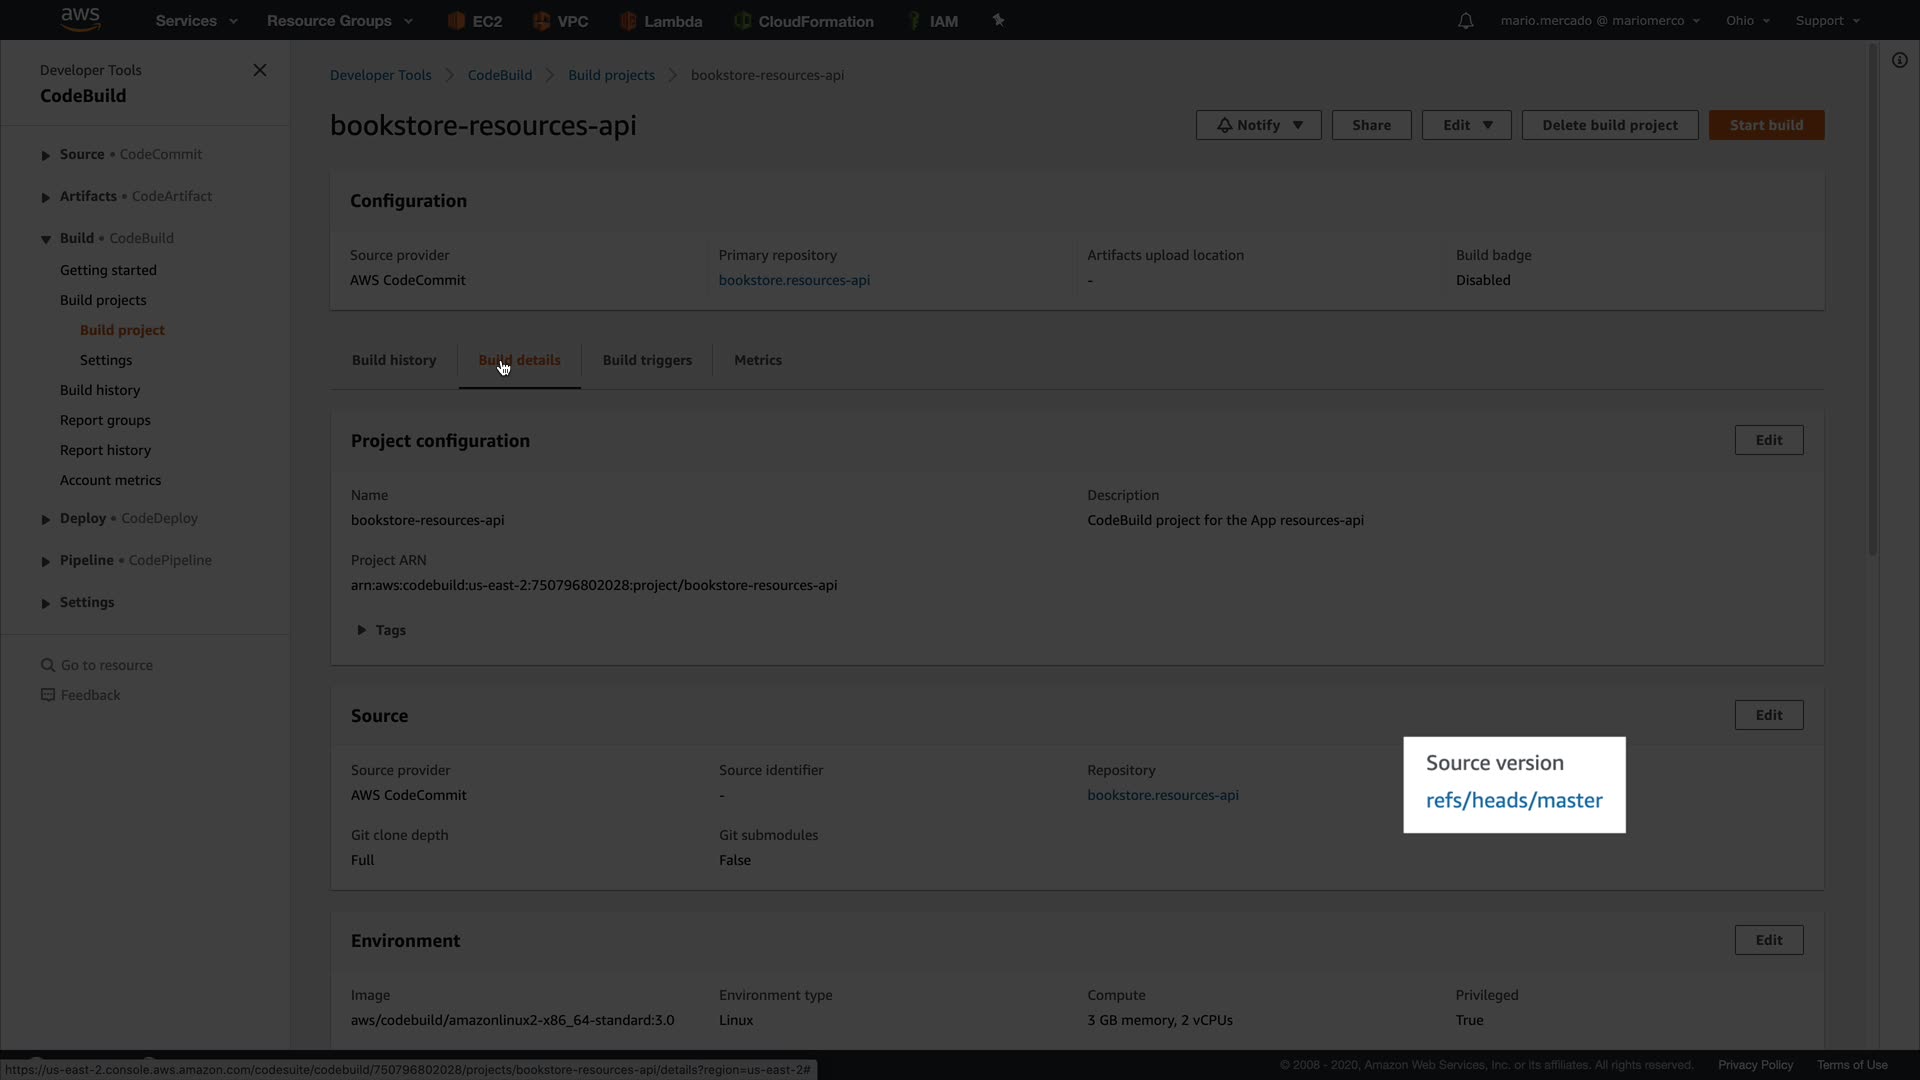 aws Services Resource Groups EC2 VPC Lambda CloudFormation IAM mario.mercado @ mariomerco Ohio Support
Developer Tools
CodeBuild
Source • CodeCommit
Artifacts • CodeArtifact
Build • CodeBuild
Getting started
Build projects
Build project
Settings
Build history
Report groups
Report history
Account metrics
Deploy • CodeDeploy
Pipeline • CodePipeline
Settings
Go to resource
Feedback
Developer Tools CodeBuild Build projects bookstore-resources-api
bookstore-resources-api
Notify Share Edit Delete build project Start build
Configuration
Source provider Primary repository Artifacts upload location Build badge
AWS CodeCommit bookstore.resources-api - Disabled
Build history Build details Build triggers Metrics
Project configuration Edit
Name Description
bookstore-resources-api CodeBuild project for the App resources-api
Project ARN
arn:aws:codebuild:us-east-2:750796802028:project/bookstore-resources-api
Tags
Source Edit
Source provider Source identifier Repository Source version
AWS CodeCommit - bookstore.resources-api refs/heads/master
Git clone depth Git submodules
Full False
Environment Edit
Image Environment type Compute Privileged
aws/codebuild/amazonlinux2-x86_64-standard:3.0 Linux 3 GB memory, 2 vCPUs True
https://us-east-2.console.aws.amazon.com/codesuite/codebuild/750796802028/projects/bookstore-resources-api/details?region=us-east-2#
© 2008 - 2020, Amazon Web Services, Inc. or its affiliates. All rights reserved. Privacy Policy Terms of Use